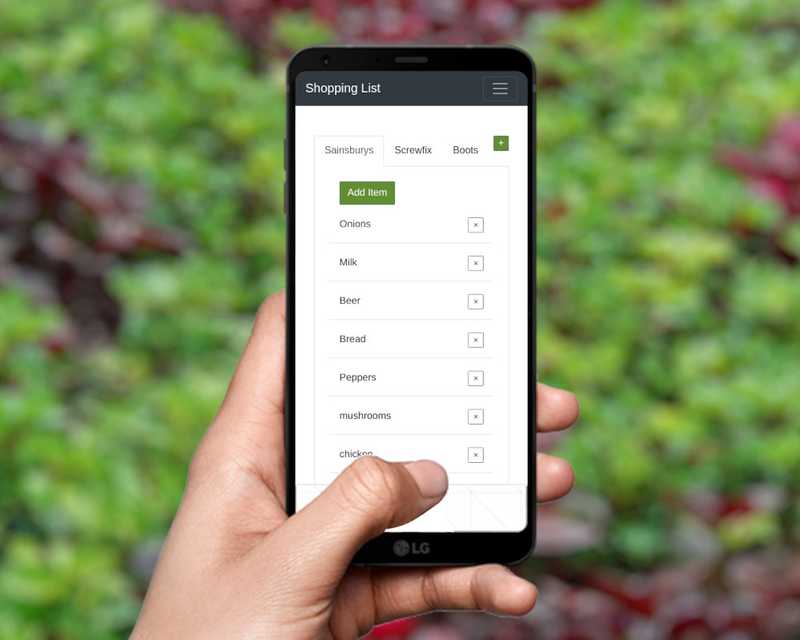 Shopping List
Sainsburys Screwfix Boots +
Add Item
Onions ×
Milk ×
Beer ×
Bread ×
Peppers ×
mushrooms ×
chicken ×
LG